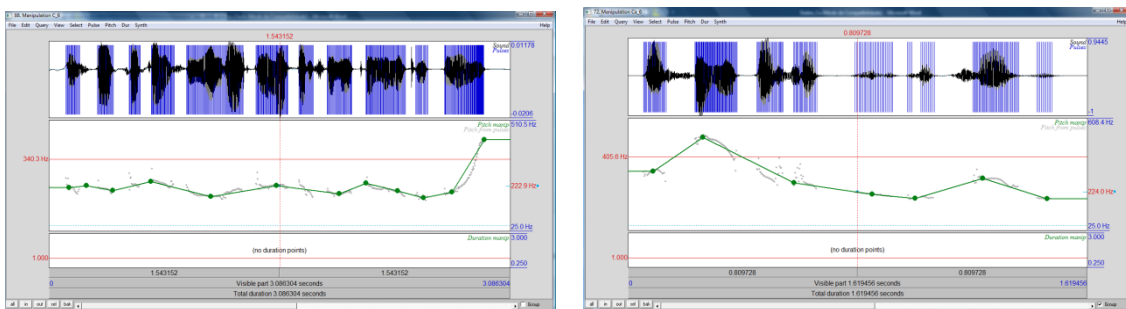 88. Manipulation Ca_6
File Edit Query View Select Pulse Pitch Dur Synth Help
1.543152
Sound 0.01178
Pulses
-0.0206
Pitch manip 510.5 Hz
Pitch from pulses
340.3 Hz
222.9 Hz
25.0 Hz
Duration manip 3.000
(no duration points)
1.000
0.250
1.543152 1.543152
0 Visible part 3.086304 seconds 3.086304
Total duration 3.086304 seconds
all in out sel bak Group
72. Manipulation Ca_6
File Edit Query View Select Pulse Pitch Dur Synth Help
0.809728
Sound 0.9445
Pulses
-1
Pitch manip 608.4 Hz
Pitch from pulses
405.6 Hz
224.0 Hz
25.0 Hz
Duration manip 3.000
(no duration points)
1.000
0.250
0.809728 0.809728
0 Visible part 1.619456 seconds 1.619456
Total duration 1.619456 seconds
all in out sel bak Group